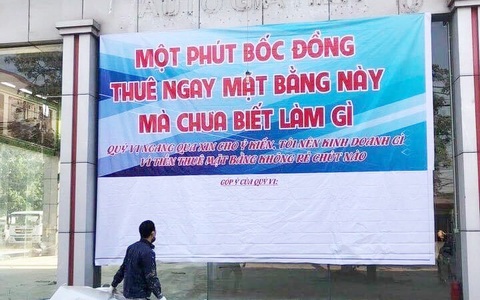 MỘT PHÚT BỐC ĐỒNG
THUÊ NGAY MẶT BẰNG NÀY
MÀ CHƯA BIẾT LÀM GÌ
QUÝ VỊ NGANG QUA XIN CHO Ý KIẾN, TÔI NÊN KINH DOANH GÌ
VÌ TIỀN THUÊ MẶT BẰNG KHÔNG RẺ CHÚT NÀO
GÓP Ý CỦA QUÝ VỊ: